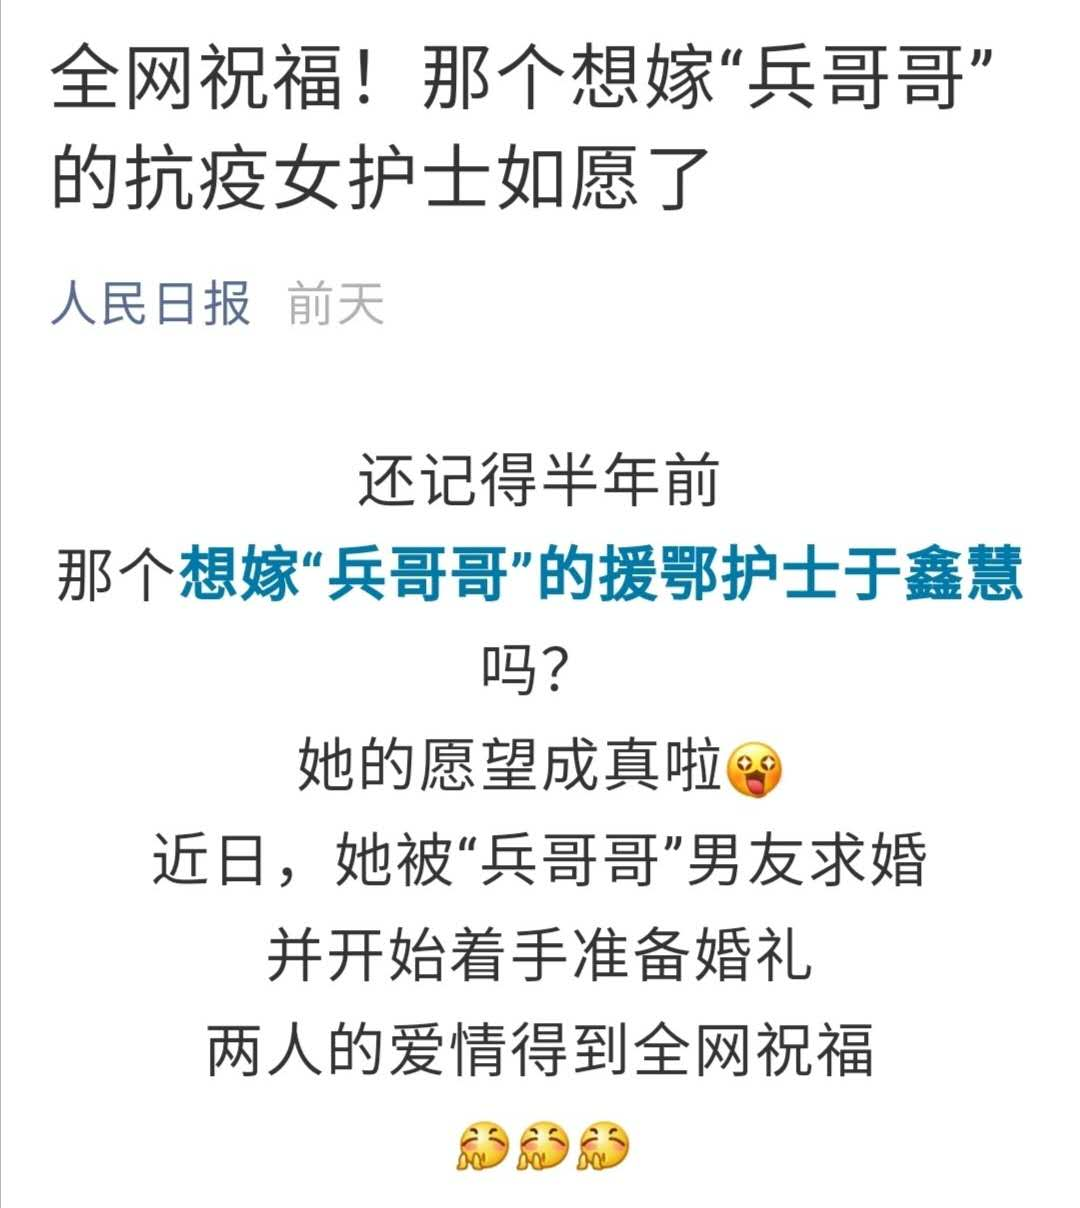 全网祝福！那个想嫁“兵哥哥”
的抗疫女护士如愿了
人民日报 前天
还记得半年前
那个想嫁“兵哥哥”的援鄂护士于鑫慧
吗？
她的愿望成真啦
近日，她被“兵哥哥”男友求婚
并开始着手准备婚礼
两人的爱情得到全网祝福